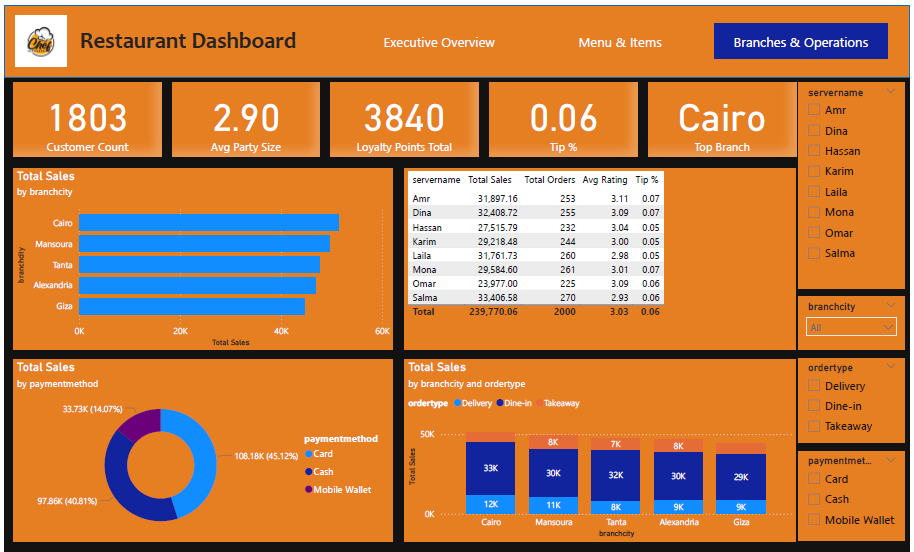 Chef
Restaurant Dashboard
Executive Overview
Menu & Items
Branches & Operations
1803
Customer Count
2.90
Avg Party Size
3840
Loyalty Points Total
0.06
Tip %
Cairo
Top Branch
servername
Amr
Dina
Hassan
Karim
Laila
Mona
Omar
Salma
Total Sales
by branchcity
branchcity
Cairo
Mansoura
Tanta
Alexandria
Giza
0K 20K 40K 60K
Total Sales
servername Total Sales Total Orders Avg Rating Tip %
Amr 31,897.16 253 3.11 0.07
Dina 32,408.72 255 3.09 0.07
Hassan 27,515.79 232 3.04 0.05
Karim 29,218.48 244 3.00 0.05
Laila 31,761.73 260 2.98 0.05
Mona 29,584.60 261 3.01 0.07
Omar 23,977.00 225 3.09 0.06
Salma 33,406.58 270 2.93 0.06
Total 239,770.06 2000 3.03 0.06
branchcity
All
Total Sales
by paymentmethod
33.73K (14.07%)
108.18K (45.12%)
97.86K (40.81%)
paymentmethod
Card
Cash
Mobile Wallet
Total Sales
by branchcity and ordertype
ordertype Delivery Dine-in Takeaway
Total Sales
50K
0K
8K 7K 8K
33K 30K 32K 30K 29K
12K 11K 8K 9K 9K
Cairo Mansoura Tanta Alexandria Giza
branchcity
ordertype
Delivery
Dine-in
Takeaway
paymentmet...
Card
Cash
Mobile Wallet